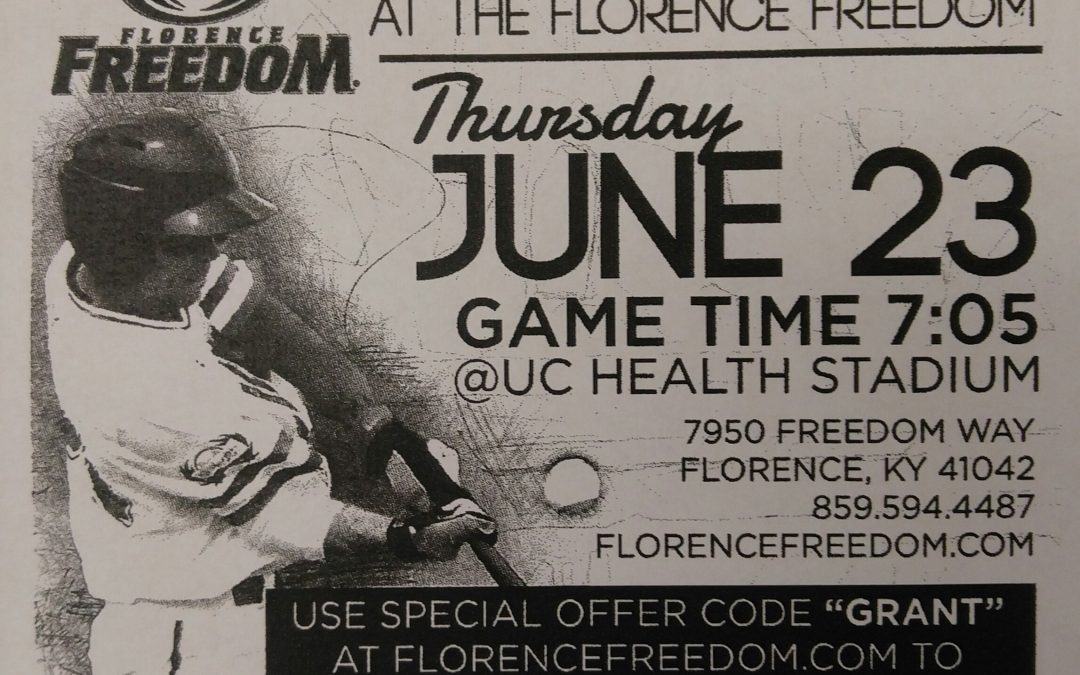 AT THE FLORENCE FREEDOM
FLORENCE
FREEDOM
Thursday
JUNE 23
GAME TIME 7:05
@UC HEALTH STADIUM
7950 FREEDOM WAY
FLORENCE, KY 41042
859.594.4487
FLORENCEFREEDOM.COM
USE SPECIAL OFFER CODE “GRANT”
AT FLORENCEFREEDOM.COM TO